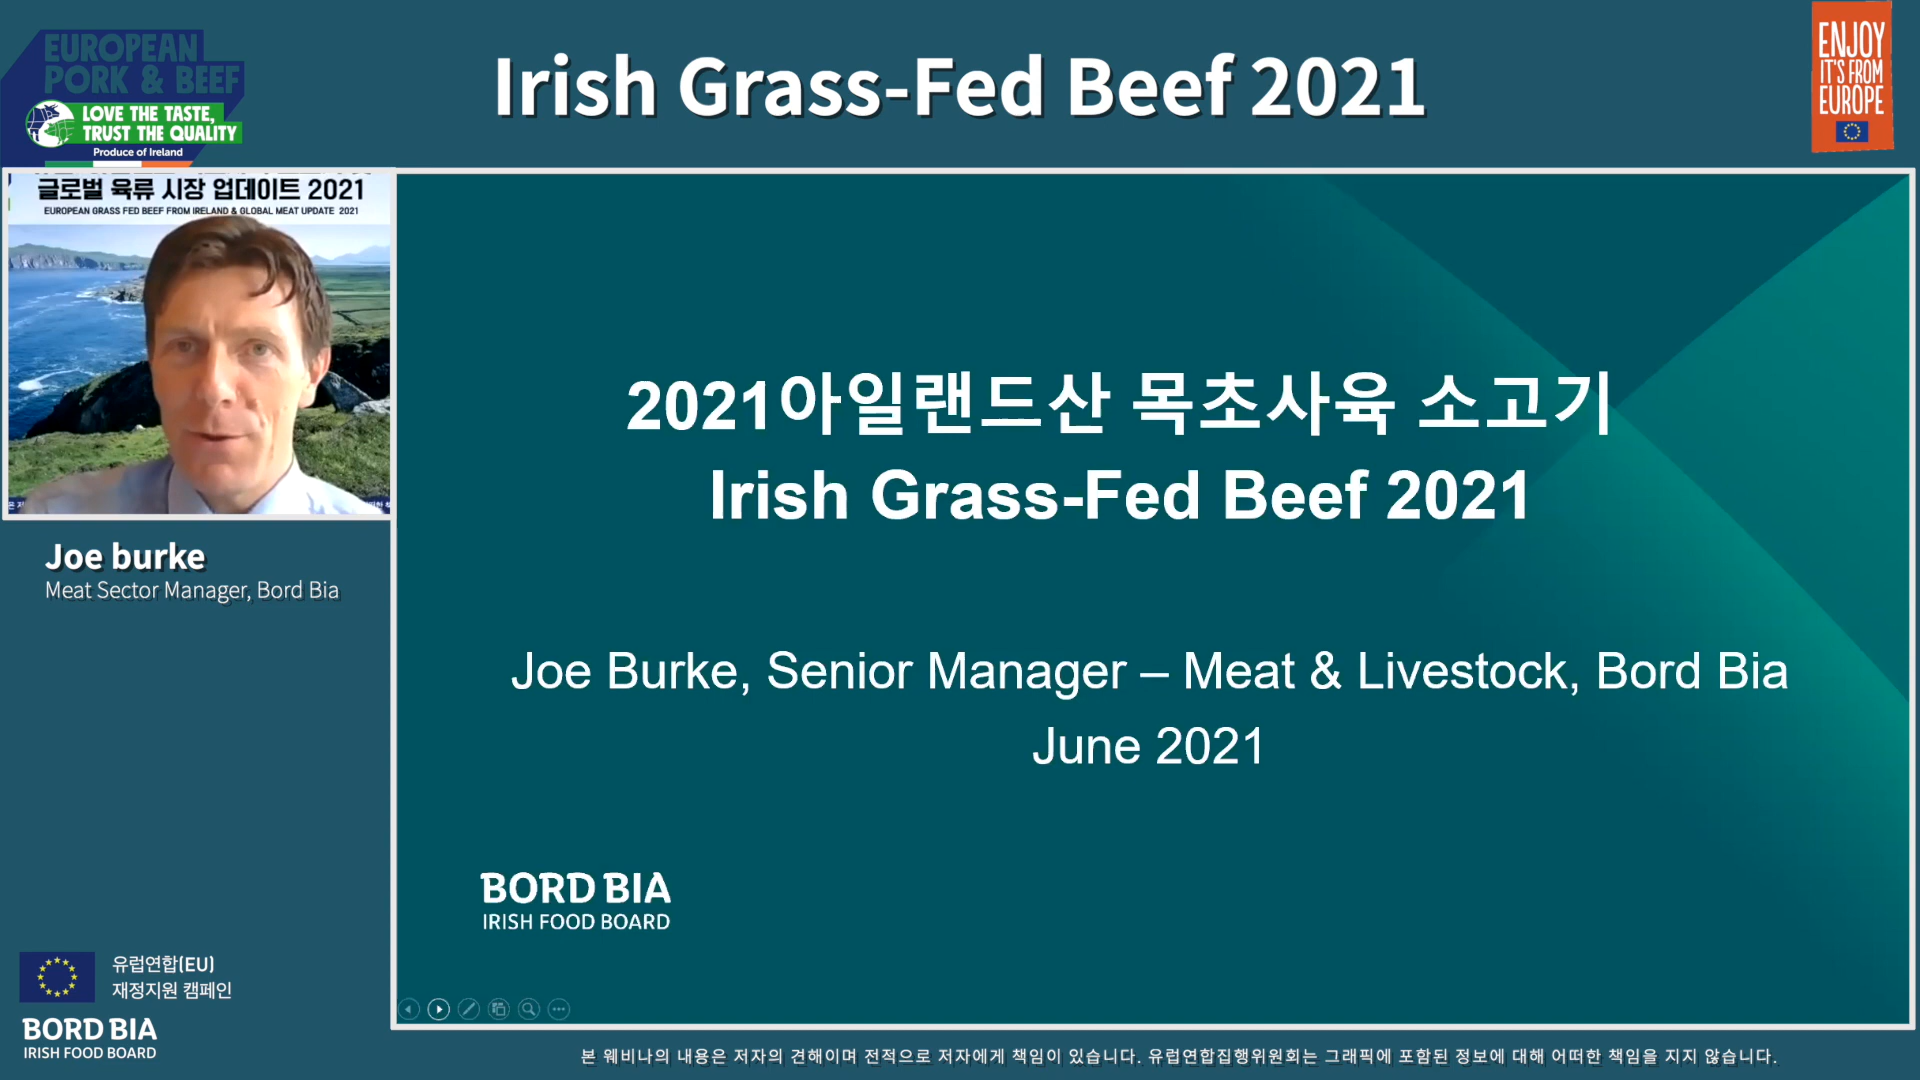 EUROPEAN
PORK & BEEF
LOVE THE TASTE,
TRUST THE QUALITY
Produce of Ireland
Irish Grass-Fed Beef 2021
ENJOY
IT'S FROM
EUROPE
글로벌 육류 시장 업데이트 2021
EUROPEAN GRASS FED BEEF FROM IRELAND & GLOBAL MEAT UPDATE 2021
Joe burke
Meat Sector Manager, Bord Bia
2021아일랜드산 목초사육 소고기
Irish Grass-Fed Beef 2021
Joe Burke, Senior Manager – Meat & Livestock, Bord Bia
June 2021
BORD BIA
IRISH FOOD BOARD
유럽연합(EU)
재정지원 캠페인
BORD BIA
IRISH FOOD BOARD
본 웨비나의 내용은 저자의 견해이며 전적으로 저자에게 책임이 있습니다. 유럽연합집행위원회는 그래픽에 포함된 정보에 대해 어떠한 책임을 지지 않습니다.